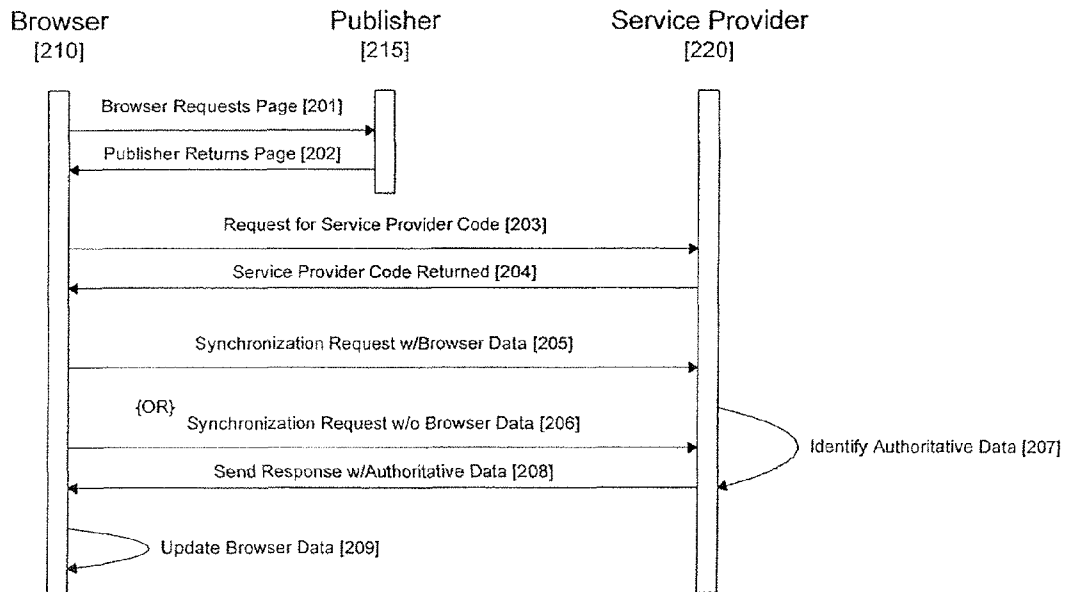 Browser
[210]
Publisher
[215]
Service Provider
[220]
Browser Requests Page [201]
Publisher Returns Page [202]
Request for Service Provider Code [203]
Service Provider Code Returned [204]
Synchronization Request w/Browser Data [205]
{OR}
Synchronization Request w/o Browser Data [206]
Identify Authoritative Data [207]
Send Response w/Authoritative Data [208]
Update Browser Data [209]